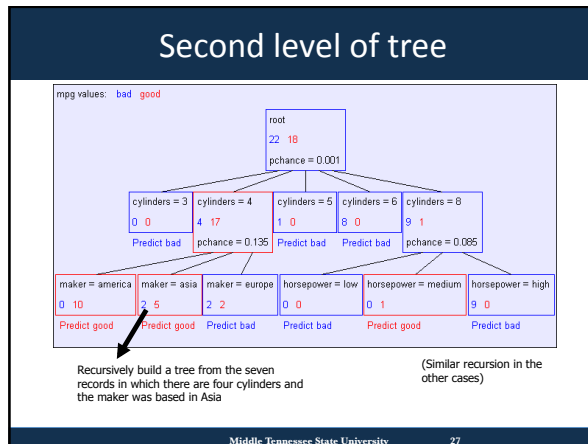 Second level of tree
mpg values: bad good
root
22 18
pchance = 0.001
cylinders = 3
0 0
Predict bad
cylinders = 4
4 17
pchance = 0.135
cylinders = 5
1 0
Predict bad
cylinders = 6
8 0
Predict bad
cylinders = 8
9 1
pchance = 0.085
maker = america
0 10
Predict good
maker = asia
2 5
Predict good
maker = europe
2 2
Predict bad
horsepower = low
0 0
Predict bad
horsepower = medium
0 1
Predict good
horsepower = high
9 0
Predict bad
Recursively build a tree from the seven
records in which there are four cylinders and
the maker was based in Asia
(Similar recursion in the
other cases)
Middle Tennessee State University 27